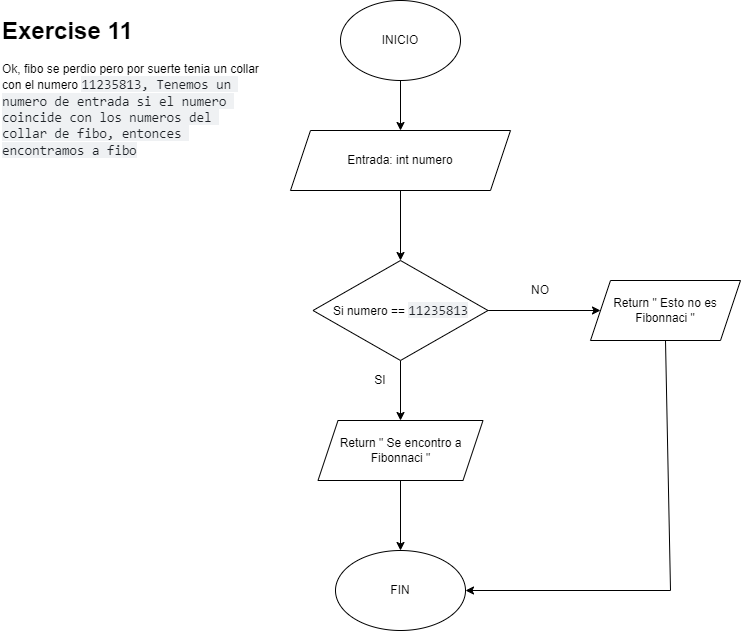 Exercise 11
Ok, fibo se perdio pero por suerte tenia un collar
con el numero 11235813, Tenemos un
numero de entrada si el numero
coincide con los numeros del
collar de fibo, entonces
encontramos a fibo
INICIO
Entrada: int numero
Si numero == 11235813
NO
Return " Esto no es
Fibonnaci "
SI
Return " Se encontro a
Fibonnaci "
FIN